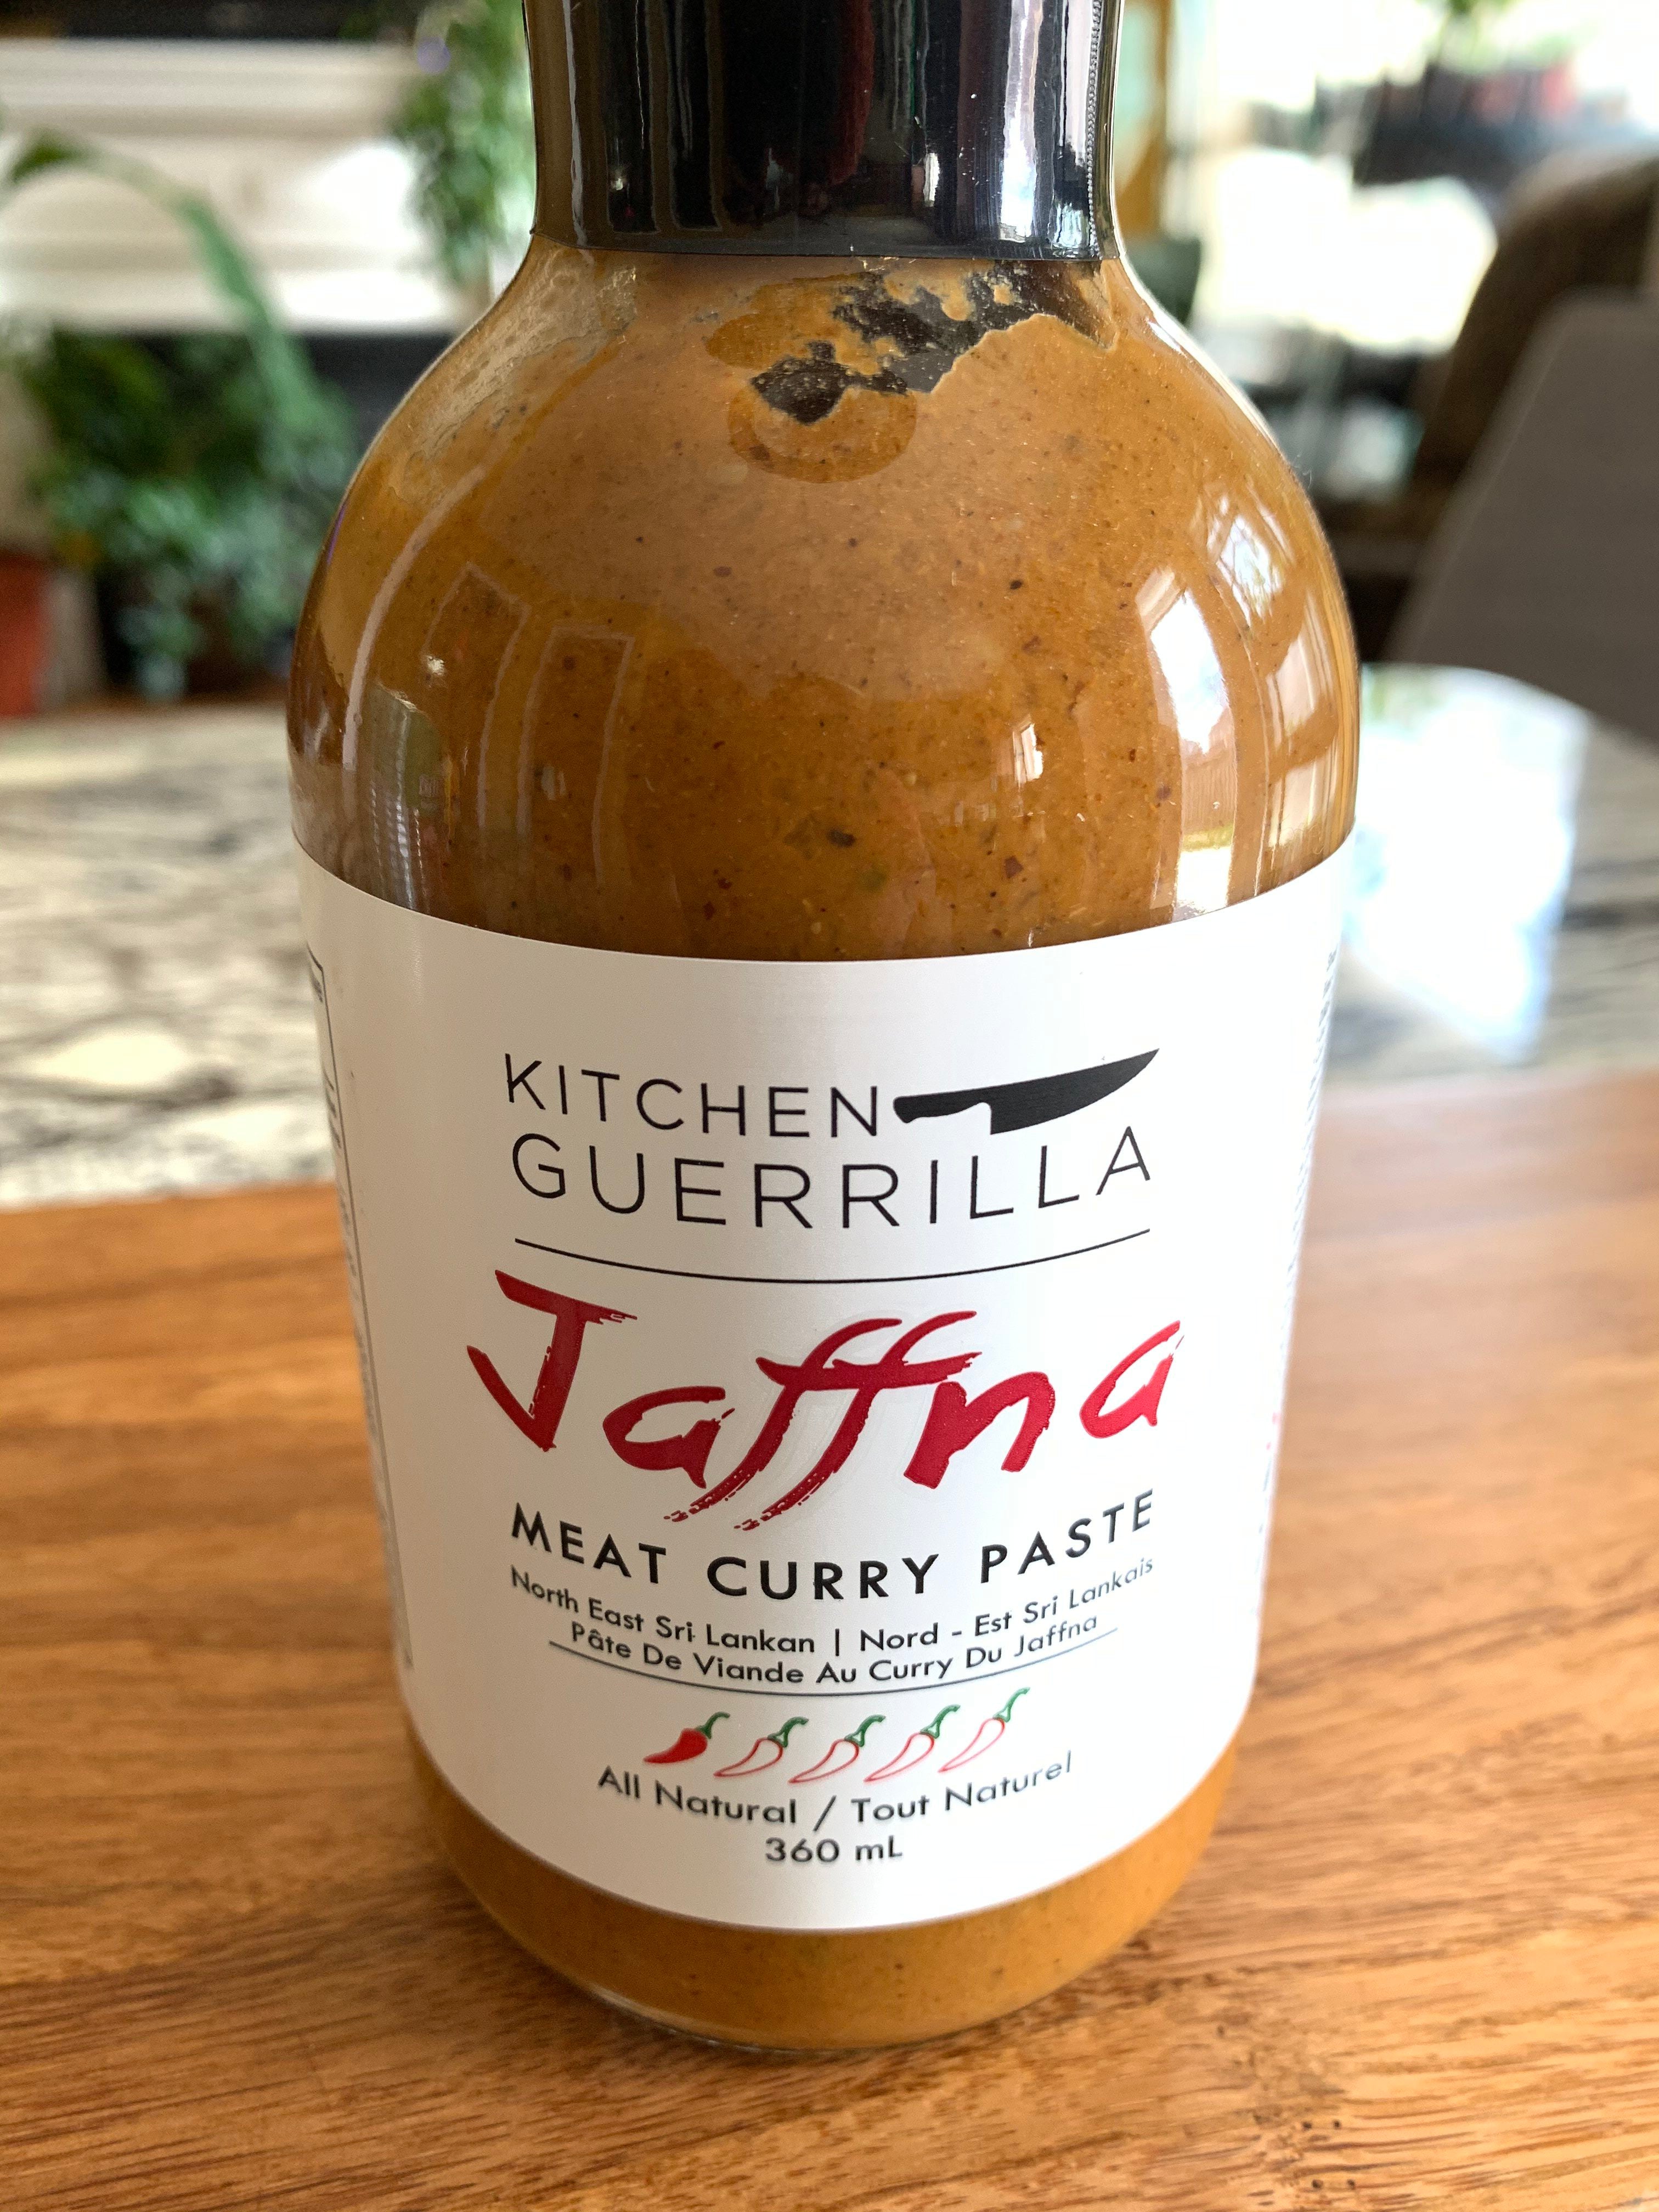 KITCHEN
GUERRILLA
Jaffna
MEAT CURRY PASTE
North East Sri Lankan | Nord - Est Sri Lankais
Pâte De Viande Au Curry Du Jaffna
All Natural / Tout Naturel
360 mL